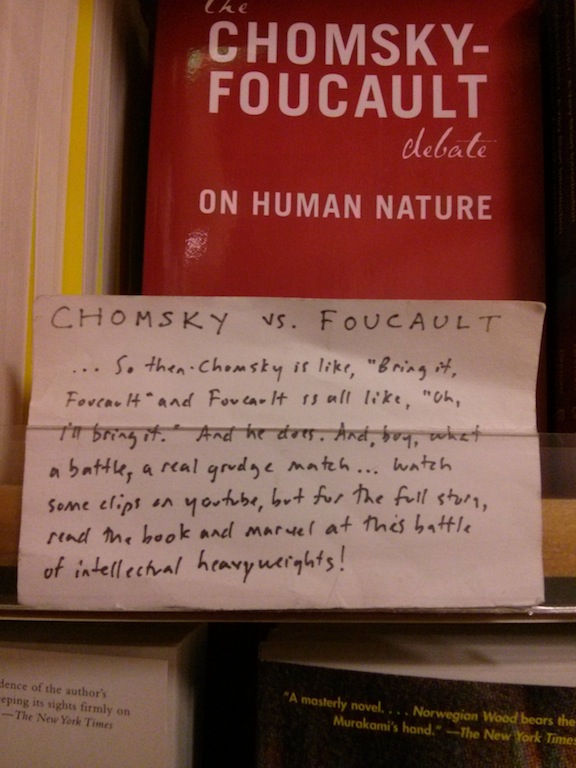 the
CHOMSKY-
FOUCAULT
debate
ON HUMAN NATURE
CHOMSKY vs. FOUCAULT
... So then Chomsky is like, "Bring it,
Foucault" and Foucault is all like, "Oh,
I'll bring it." And he does. And, boy, what
a battle, a real grudge match... Watch
some clips on youtube, but for the full story,
read the book and marvel at this battle
of intellectual heavyweights!
dence of the author's
eping its sights firmly on
—The New York Times
"A masterly novel. . . . Norwegian Wood bears the
Murakami's hand." —The New York Times